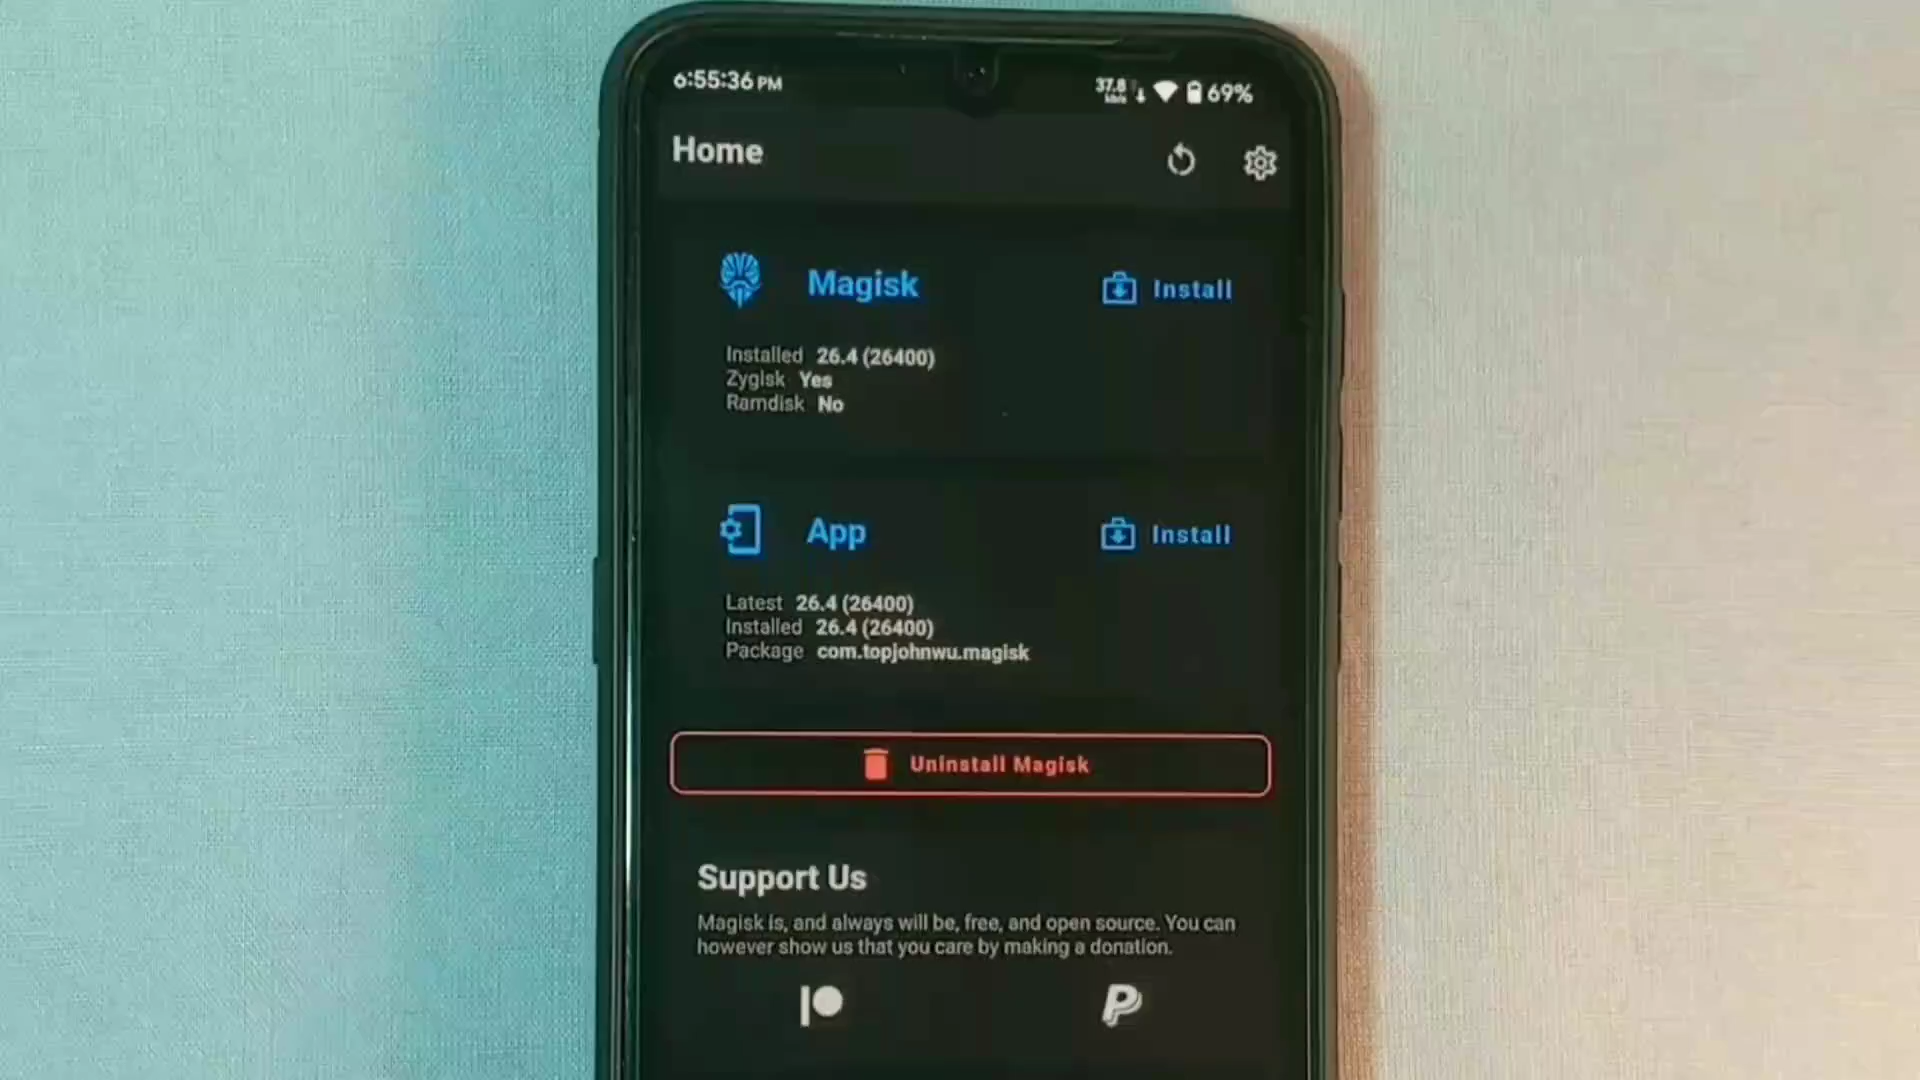 6:55:36 PM
37.8 kb/s 69%
Home
Magisk Install
Installed 26.4 (26400)
Zygisk Yes
Ramdisk No
App Install
Latest 26.4 (26400)
Installed 26.4 (26400)
Package com.topjohnwu.magisk
Uninstall Magisk
Support Us
Magisk is, and always will be, free, and open source. You can
however show us that you care by making a donation.